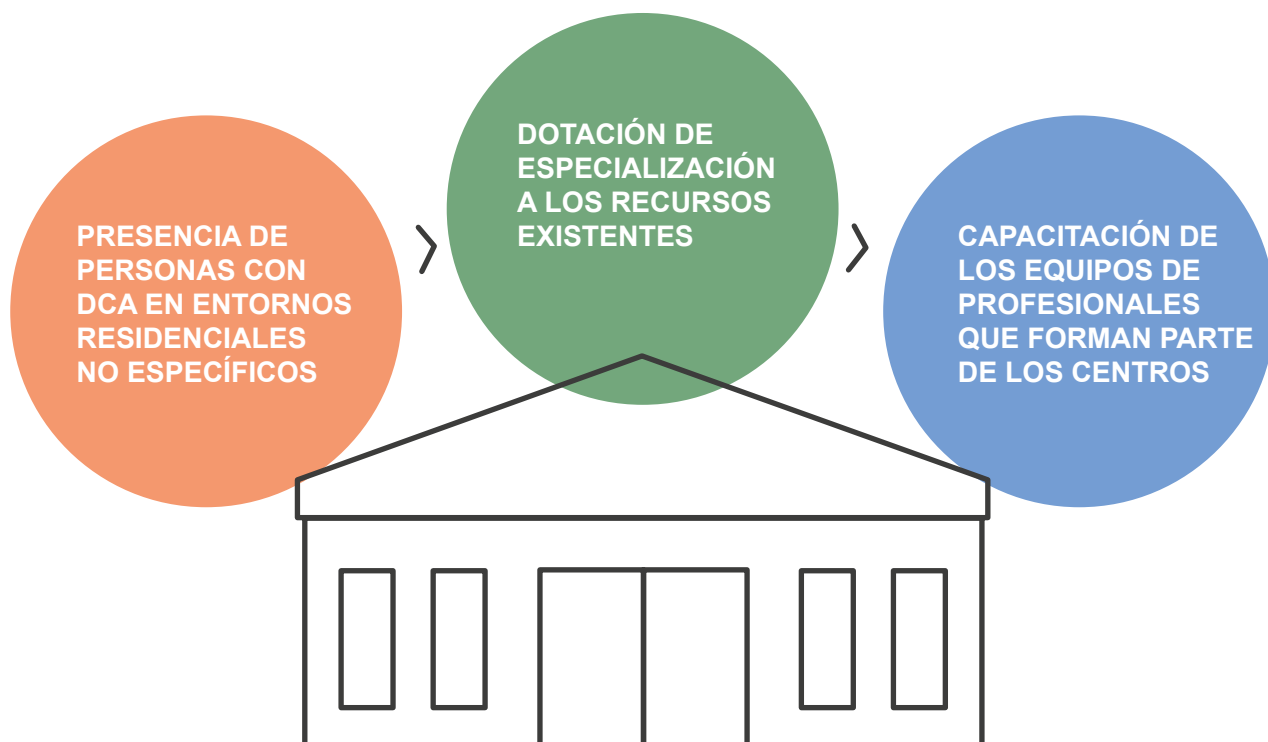 PRESENCIA DE
PERSONAS CON
DCA EN ENTORNOS
RESIDENCIALES
NO ESPECÍFICOS
DOTACIÓN DE
ESPECIALIZACIÓN
A LOS RECURSOS
EXISTENTES
CAPACITACIÓN DE
LOS EQUIPOS DE
PROFESIONALES
QUE FORMAN PARTE
DE LOS CENTROS